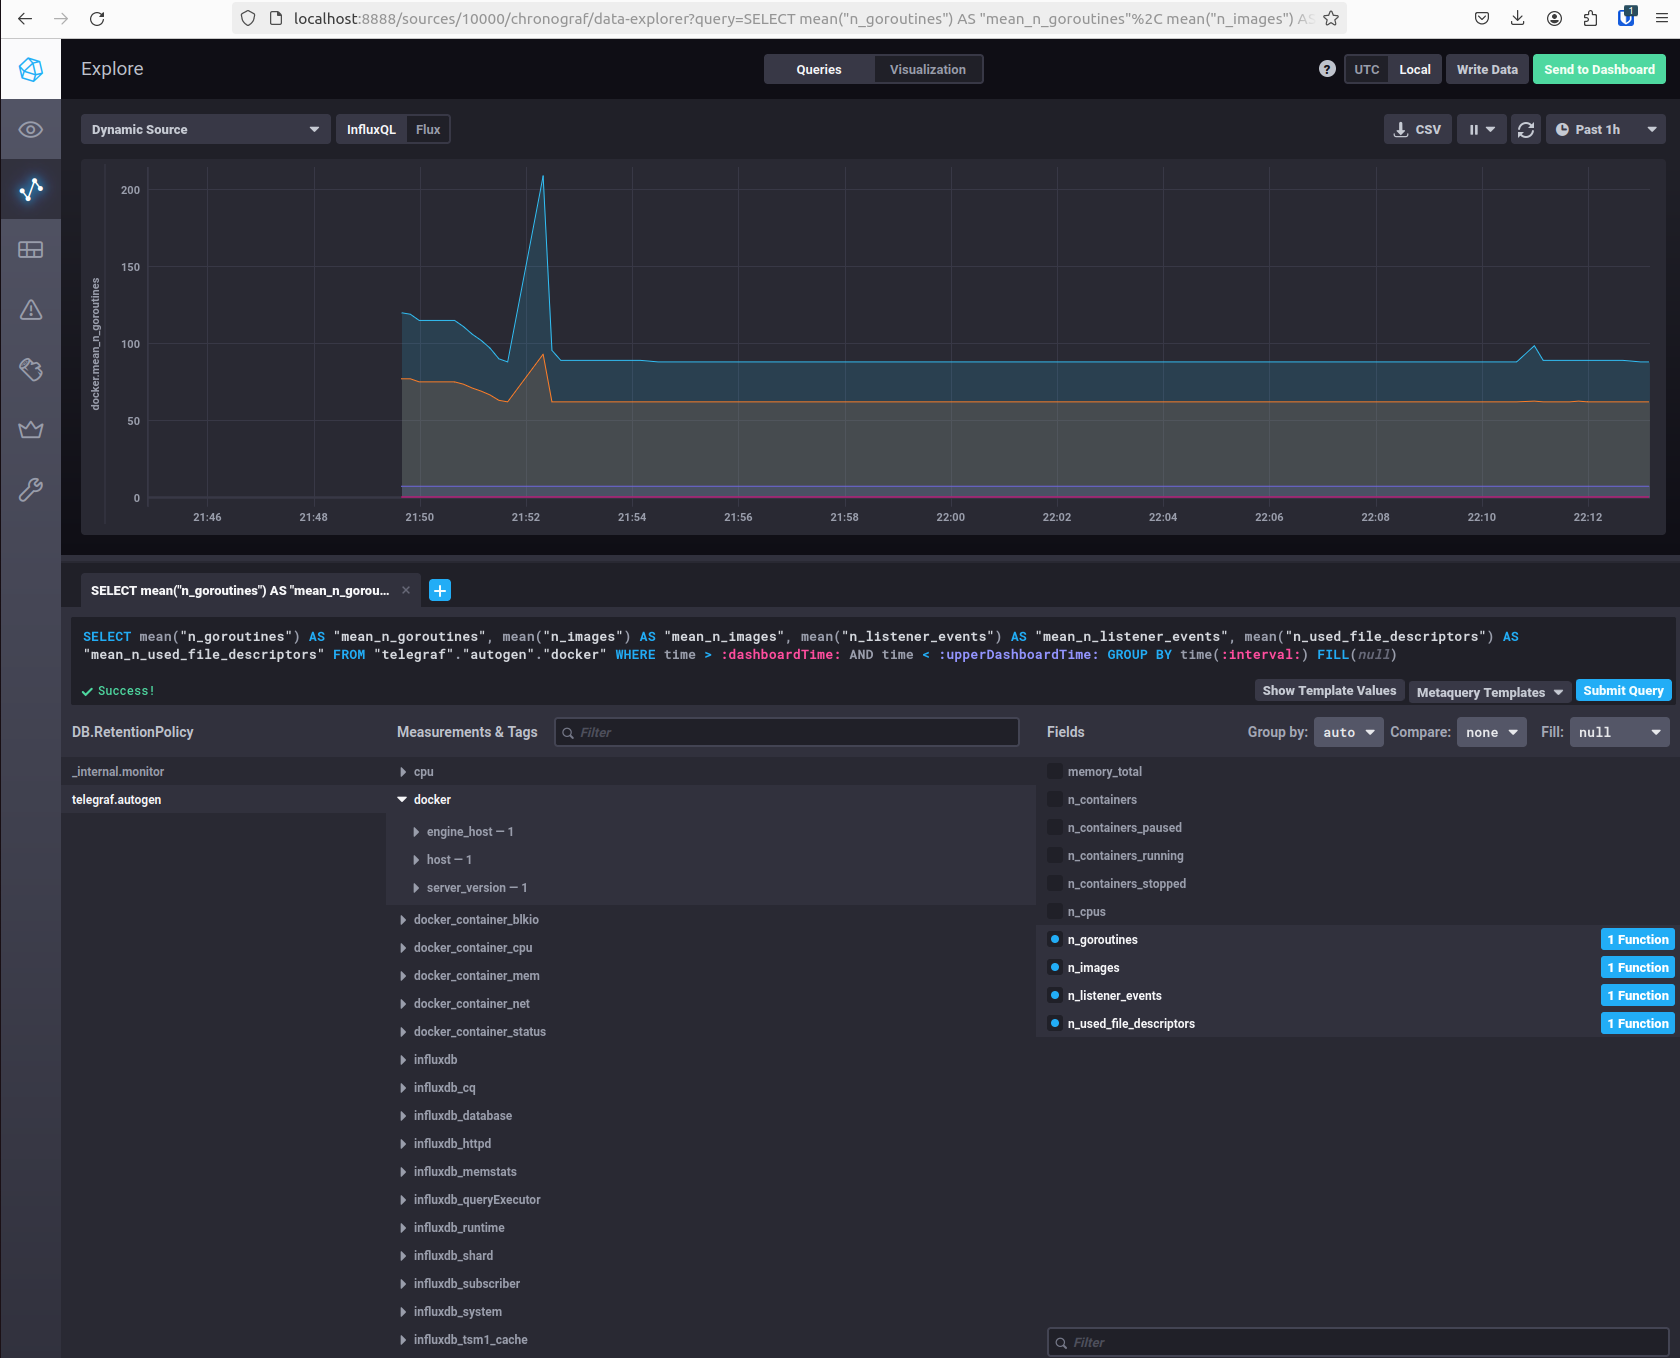 localhost:8888/sources/10000/chronograf/data-explorer?query=SELECT mean("n_goroutines") AS "mean_n_goroutines"%2C mean("n_images") AS
1
Explore
Queries Visualization
? UTC Local Write Data Send to Dashboard
Dynamic Source InfluxQL Flux CSV Past 1h
docker.mean_n_goroutines
200
150
100
50
0
21:46 21:48 21:50 21:52 21:54 21:56 21:58 22:00 22:02 22:04 22:06 22:08 22:10 22:12
SELECT mean("n_goroutines") AS "mean_n_gorou...
SELECT mean("n_goroutines") AS "mean_n_goroutines", mean("n_images") AS "mean_n_images", mean("n_listener_events") AS "mean_n_listener_events", mean("n_used_file_descriptors") AS
"mean_n_used_file_descriptors" FROM "telegraf"."autogen"."docker" WHERE time > :dashboardTime: AND time < :upperDashboardTime: GROUP BY time(:interval:) FILL(null)
Success!
Show Template Values Metaquery Templates Submit Query
DB.RetentionPolicy
_internal.monitor
telegraf.autogen
Measurements & Tags Filter
cpu
docker
engine_host — 1
host — 1
server_version — 1
docker_container_blkio
docker_container_cpu
docker_container_mem
docker_container_net
docker_container_status
influxdb
influxdb_cq
influxdb_database
influxdb_httpd
influxdb_memstats
influxdb_queryExecutor
influxdb_runtime
influxdb_shard
influxdb_subscriber
influxdb_system
influxdb_tsm1_cache
Fields Group by: auto Compare: none Fill: null
memory_total
n_containers
n_containers_paused
n_containers_running
n_containers_stopped
n_cpus
n_goroutines 1 Function
n_images 1 Function
n_listener_events 1 Function
n_used_file_descriptors 1 Function
Filter